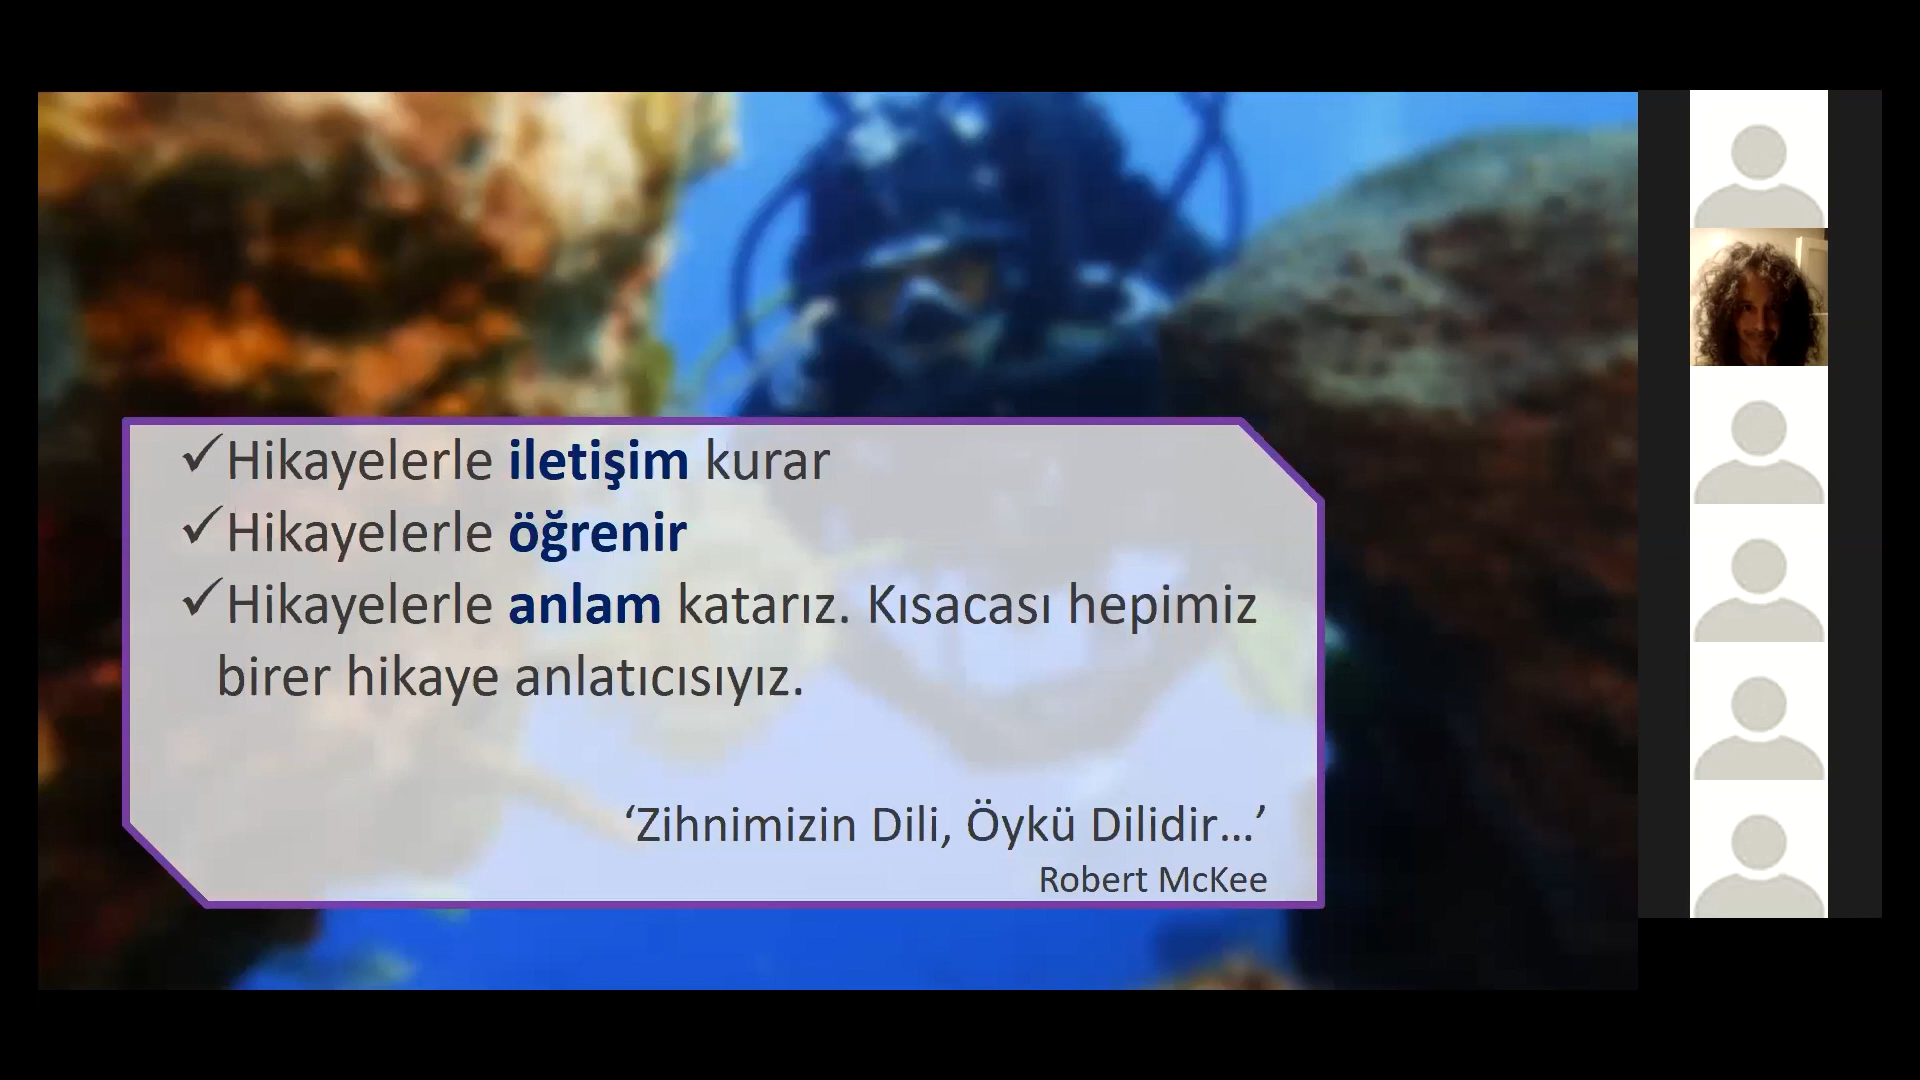 ✓Hikayelerle iletişim kurar
✓Hikayelerle öğrenir
✓Hikayelerle anlam katarız. Kısacası hepimiz
birer hikaye anlatıcısıyız.
‘Zihnimizin Dili, Öykü Dilidir...’
Robert McKee